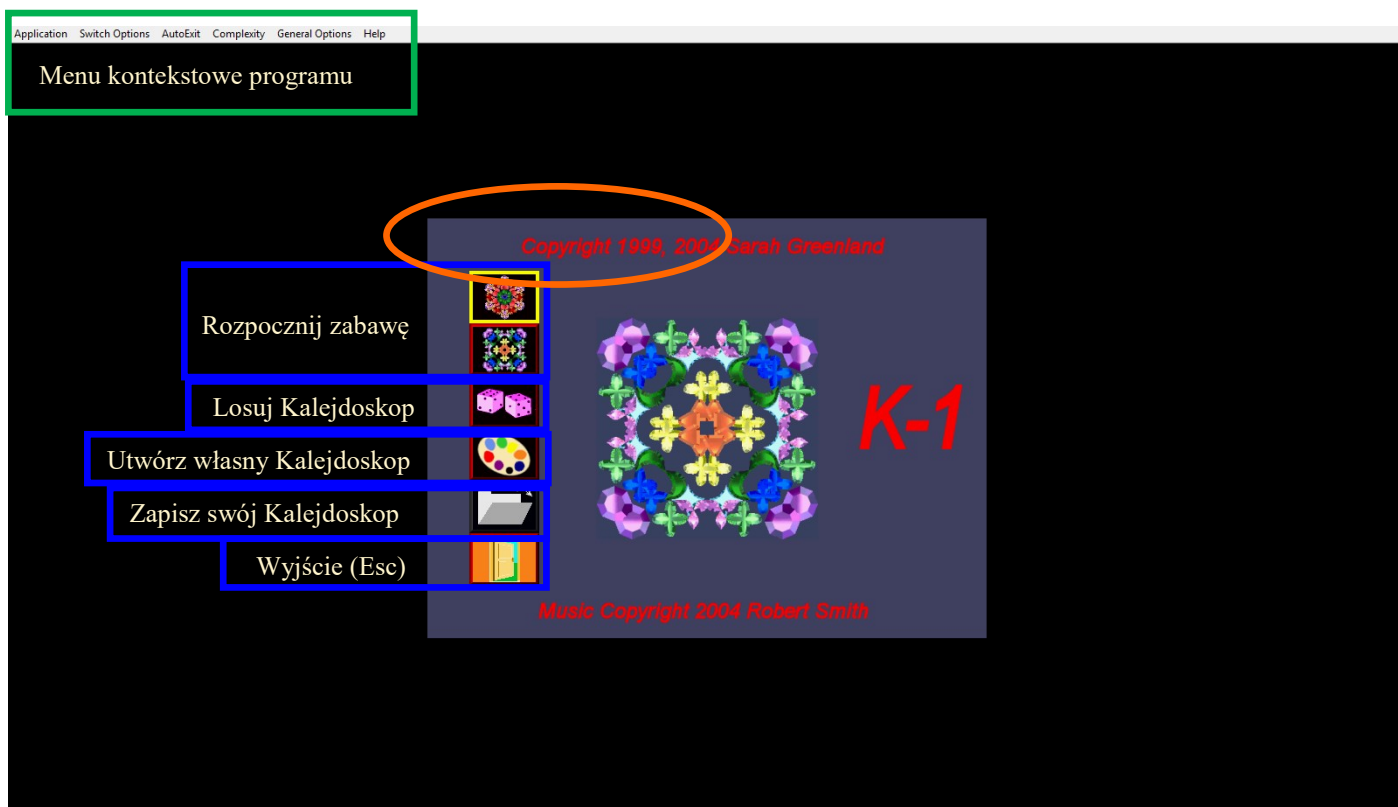 Application Switch Options AutoExit Complexity General Options Help
Menu kontekstowe programu
Copyright 1999, 2004 Sarah Greenland
Rozpocznij zabawę
Losuj Kalejdoskop
Utwórz własny Kalejdoskop
Zapisz swój Kalejdoskop
Wyjście (Esc)
K-1
Music Copyright 2004 Robert Smith